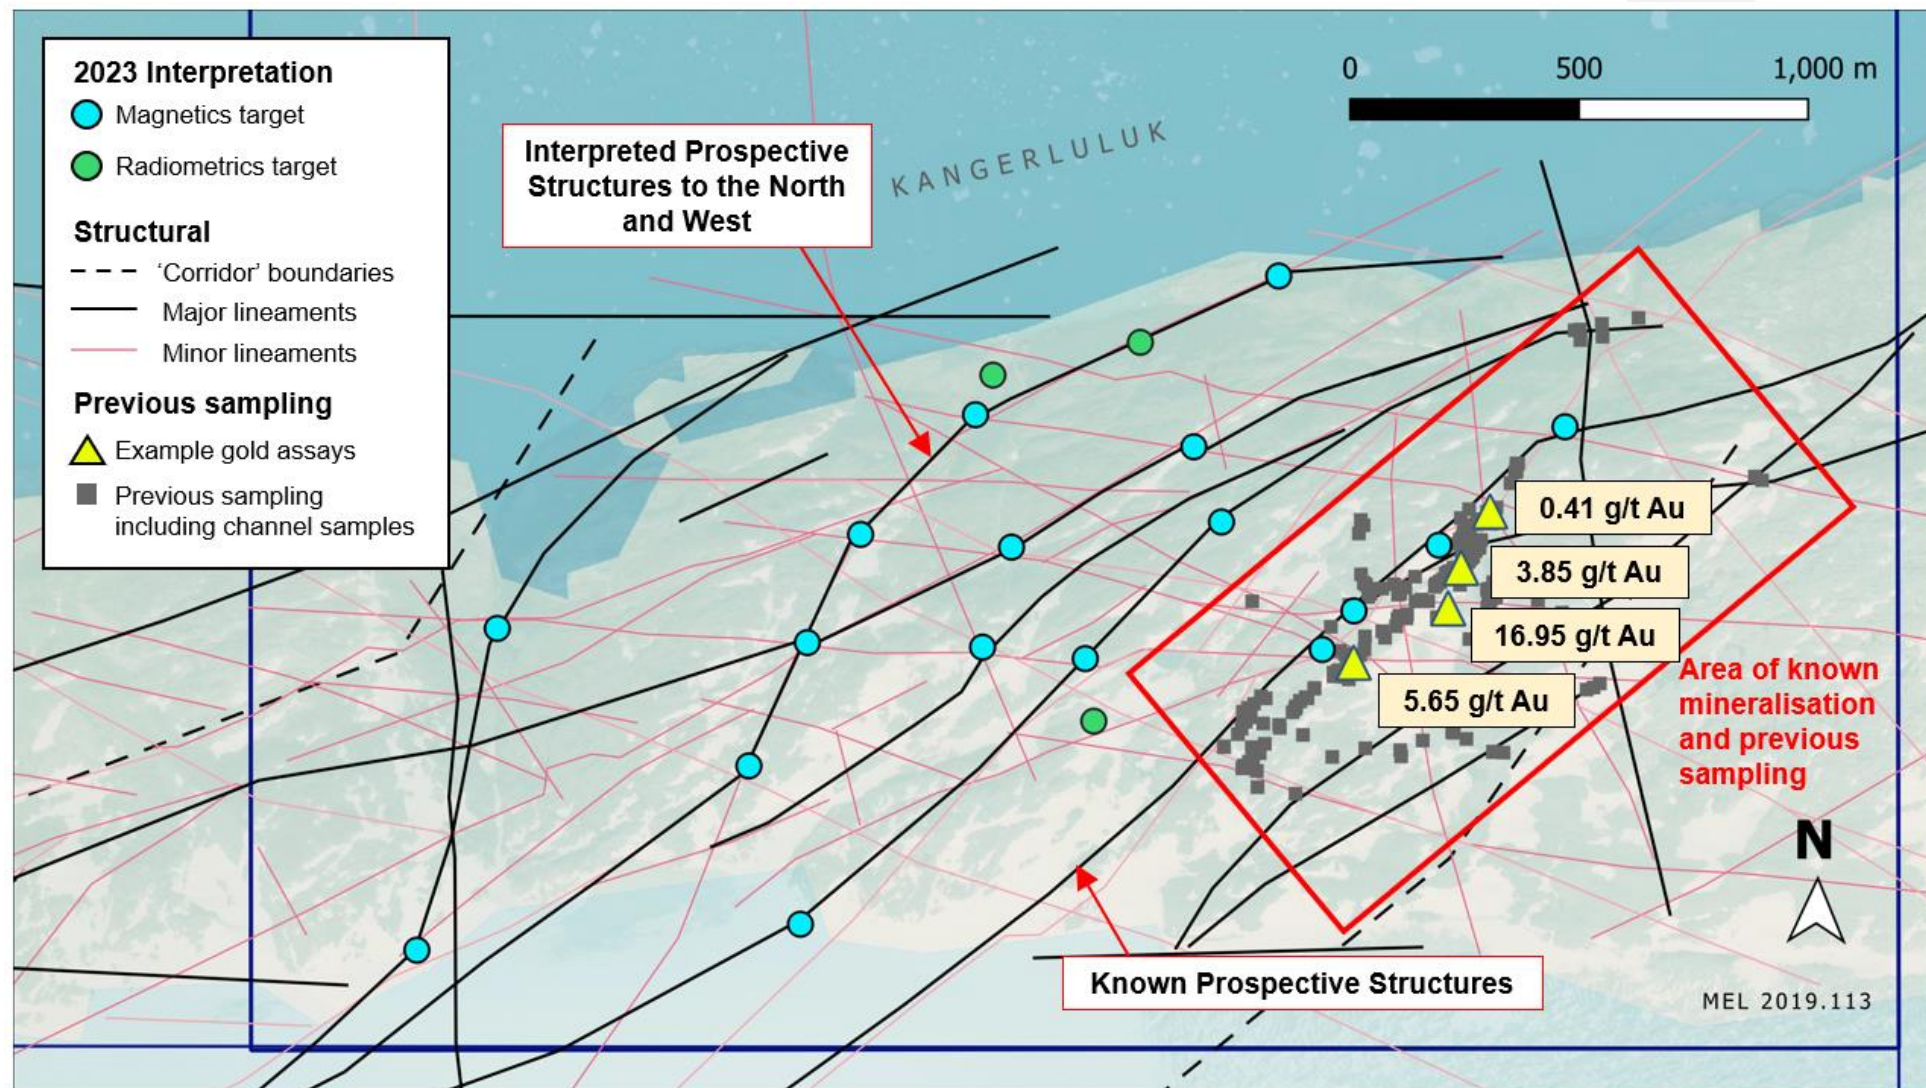 2023 Interpretation
Magnetics target
Radiometrics target
Structural
‘Corridor’ boundaries
Major lineaments
Minor lineaments
Previous sampling
Example gold assays
Previous sampling
including channel samples
Interpreted Prospective
Structures to the North
and West
KANGERLULUK
0 500 1,000 m
0.41 g/t Au
3.85 g/t Au
16.95 g/t Au
5.65 g/t Au
Area of known
mineralisation
and previous
sampling
N
Known Prospective Structures
MEL 2019.113